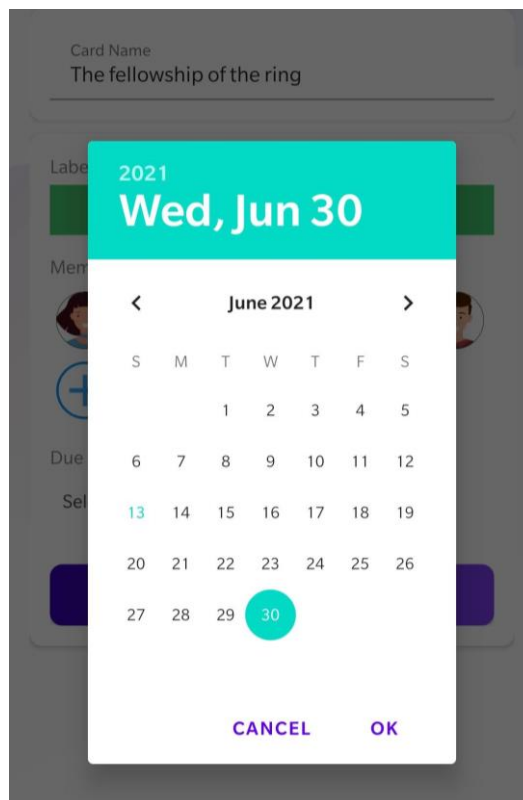 Card Name
The fellowship of the ring
Labe
2021
Wed, Jun 30
Mem
June 2021
S M T W T F S
1 2 3 4 5
6 7 8 9 10 11 12
13 14 15 16 17 18 19
20 21 22 23 24 25 26
27 28 29 30
Due
Sel
CANCEL OK